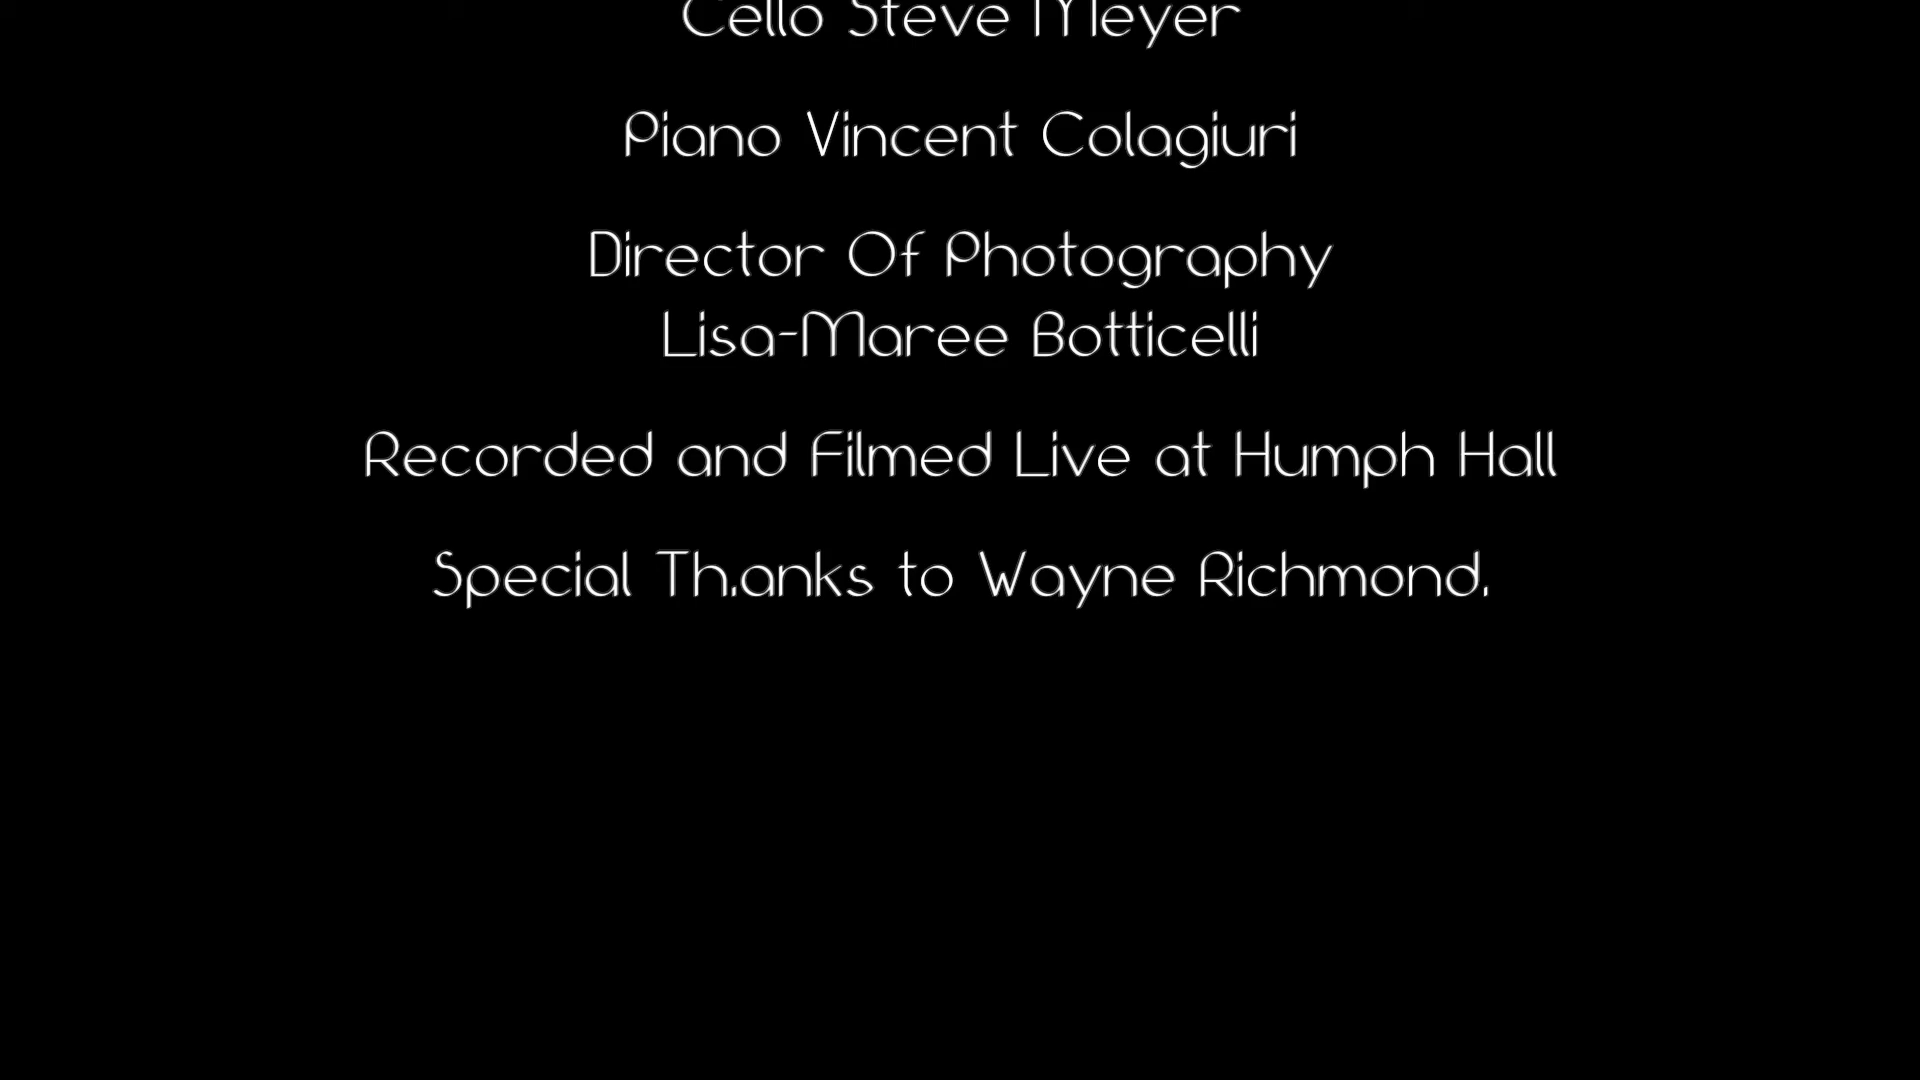 Cello Steve Meyer
Piano Vincent Colagiuri
Director Of Photography
Lisa-Maree Botticelli
Recorded and Filmed Live at Humph Hall
Special Th.anks to Wayne Richmond.